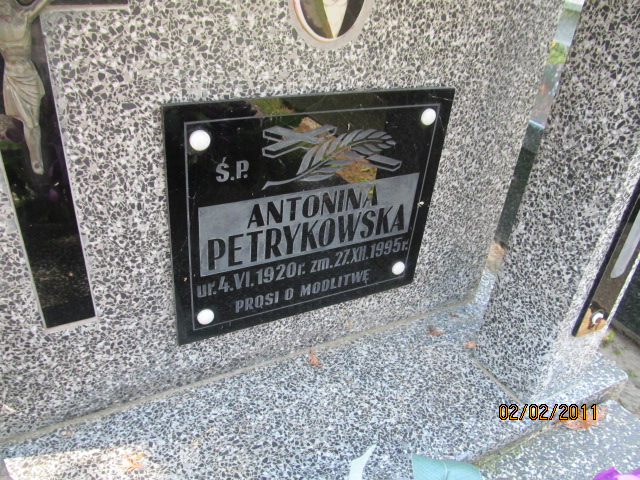 Ś.P.
ANTONINA
PETRYKOWSKA
ur. 4.VI.1920r. zm. 27.XII.1995r.
PROSI O MODLITWĘ
02/02/2011